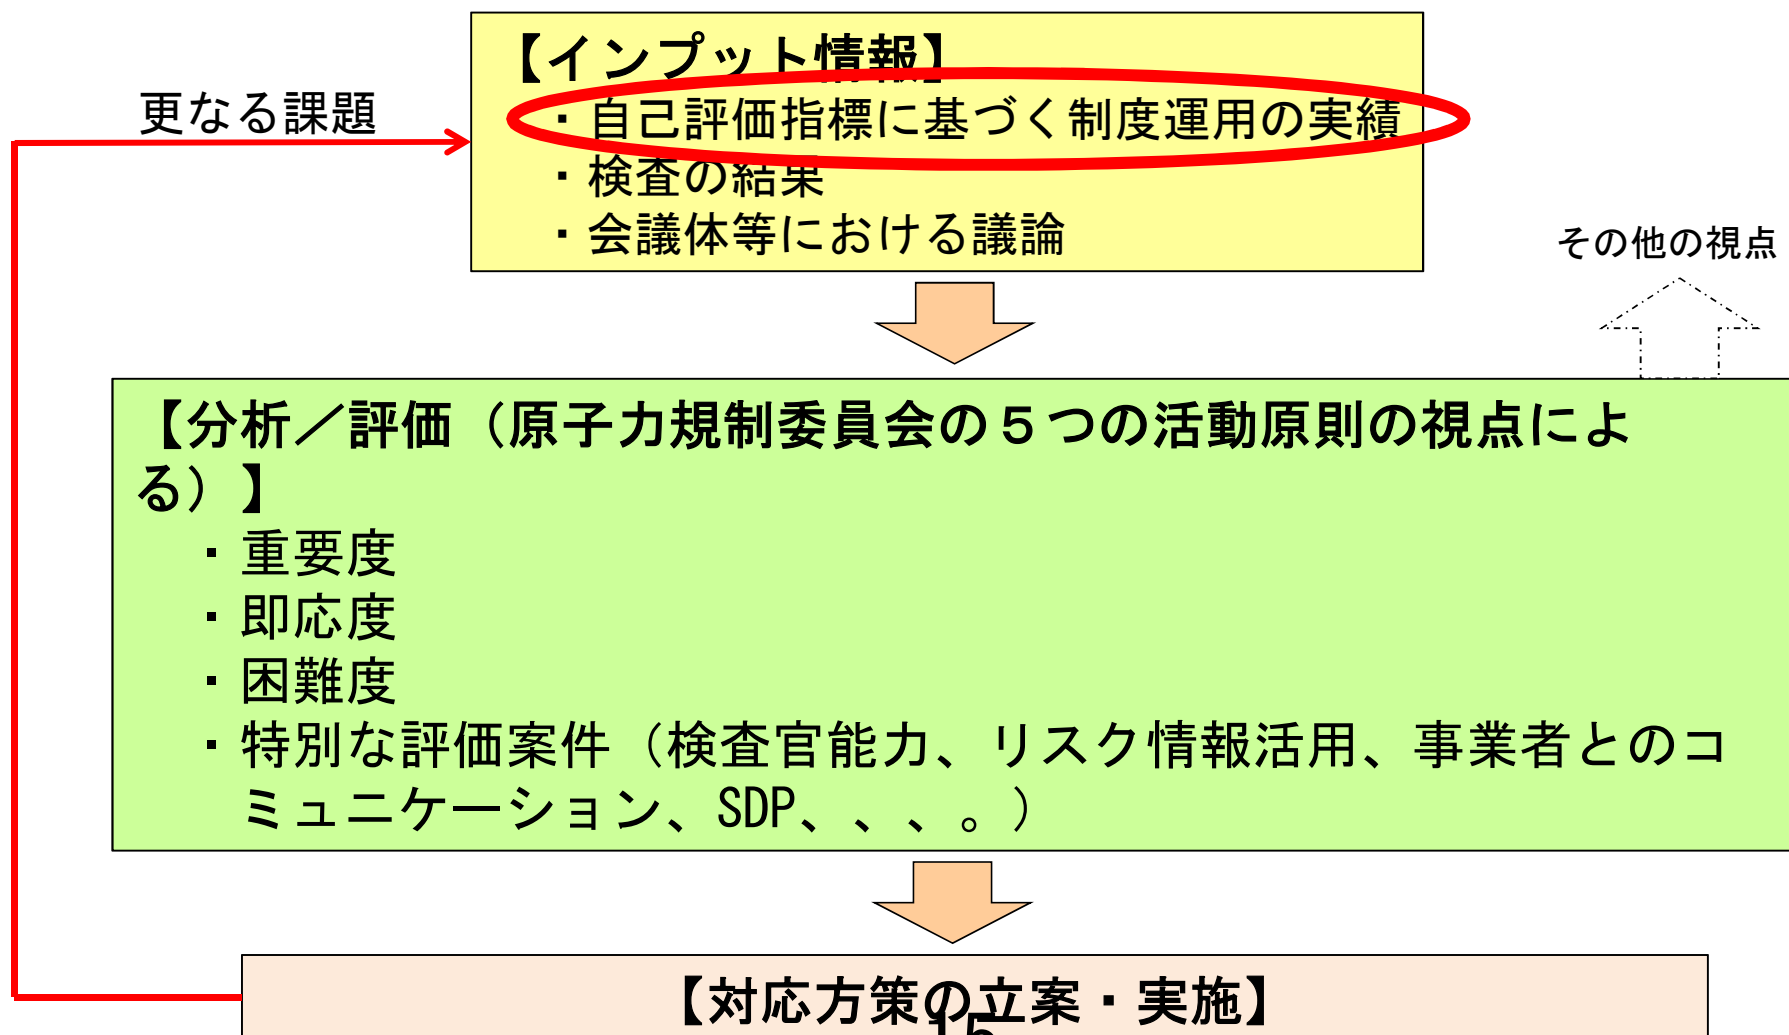 【インプット情報】
更なる課題
・自己評価指標に基づく制度運用の実績
・検査の結果
・会議体等における議論
その他の視点
【分析／評価（原子力規制委員会の５つの活動原則の視点によ
る）】
・重要度
・即応度
・困難度
・特別な評価案件（検査官能力、リスク情報活用、事業者とのコ
ミュニケーション、SDP、、、。）
【対応方策の立案・実施】
15